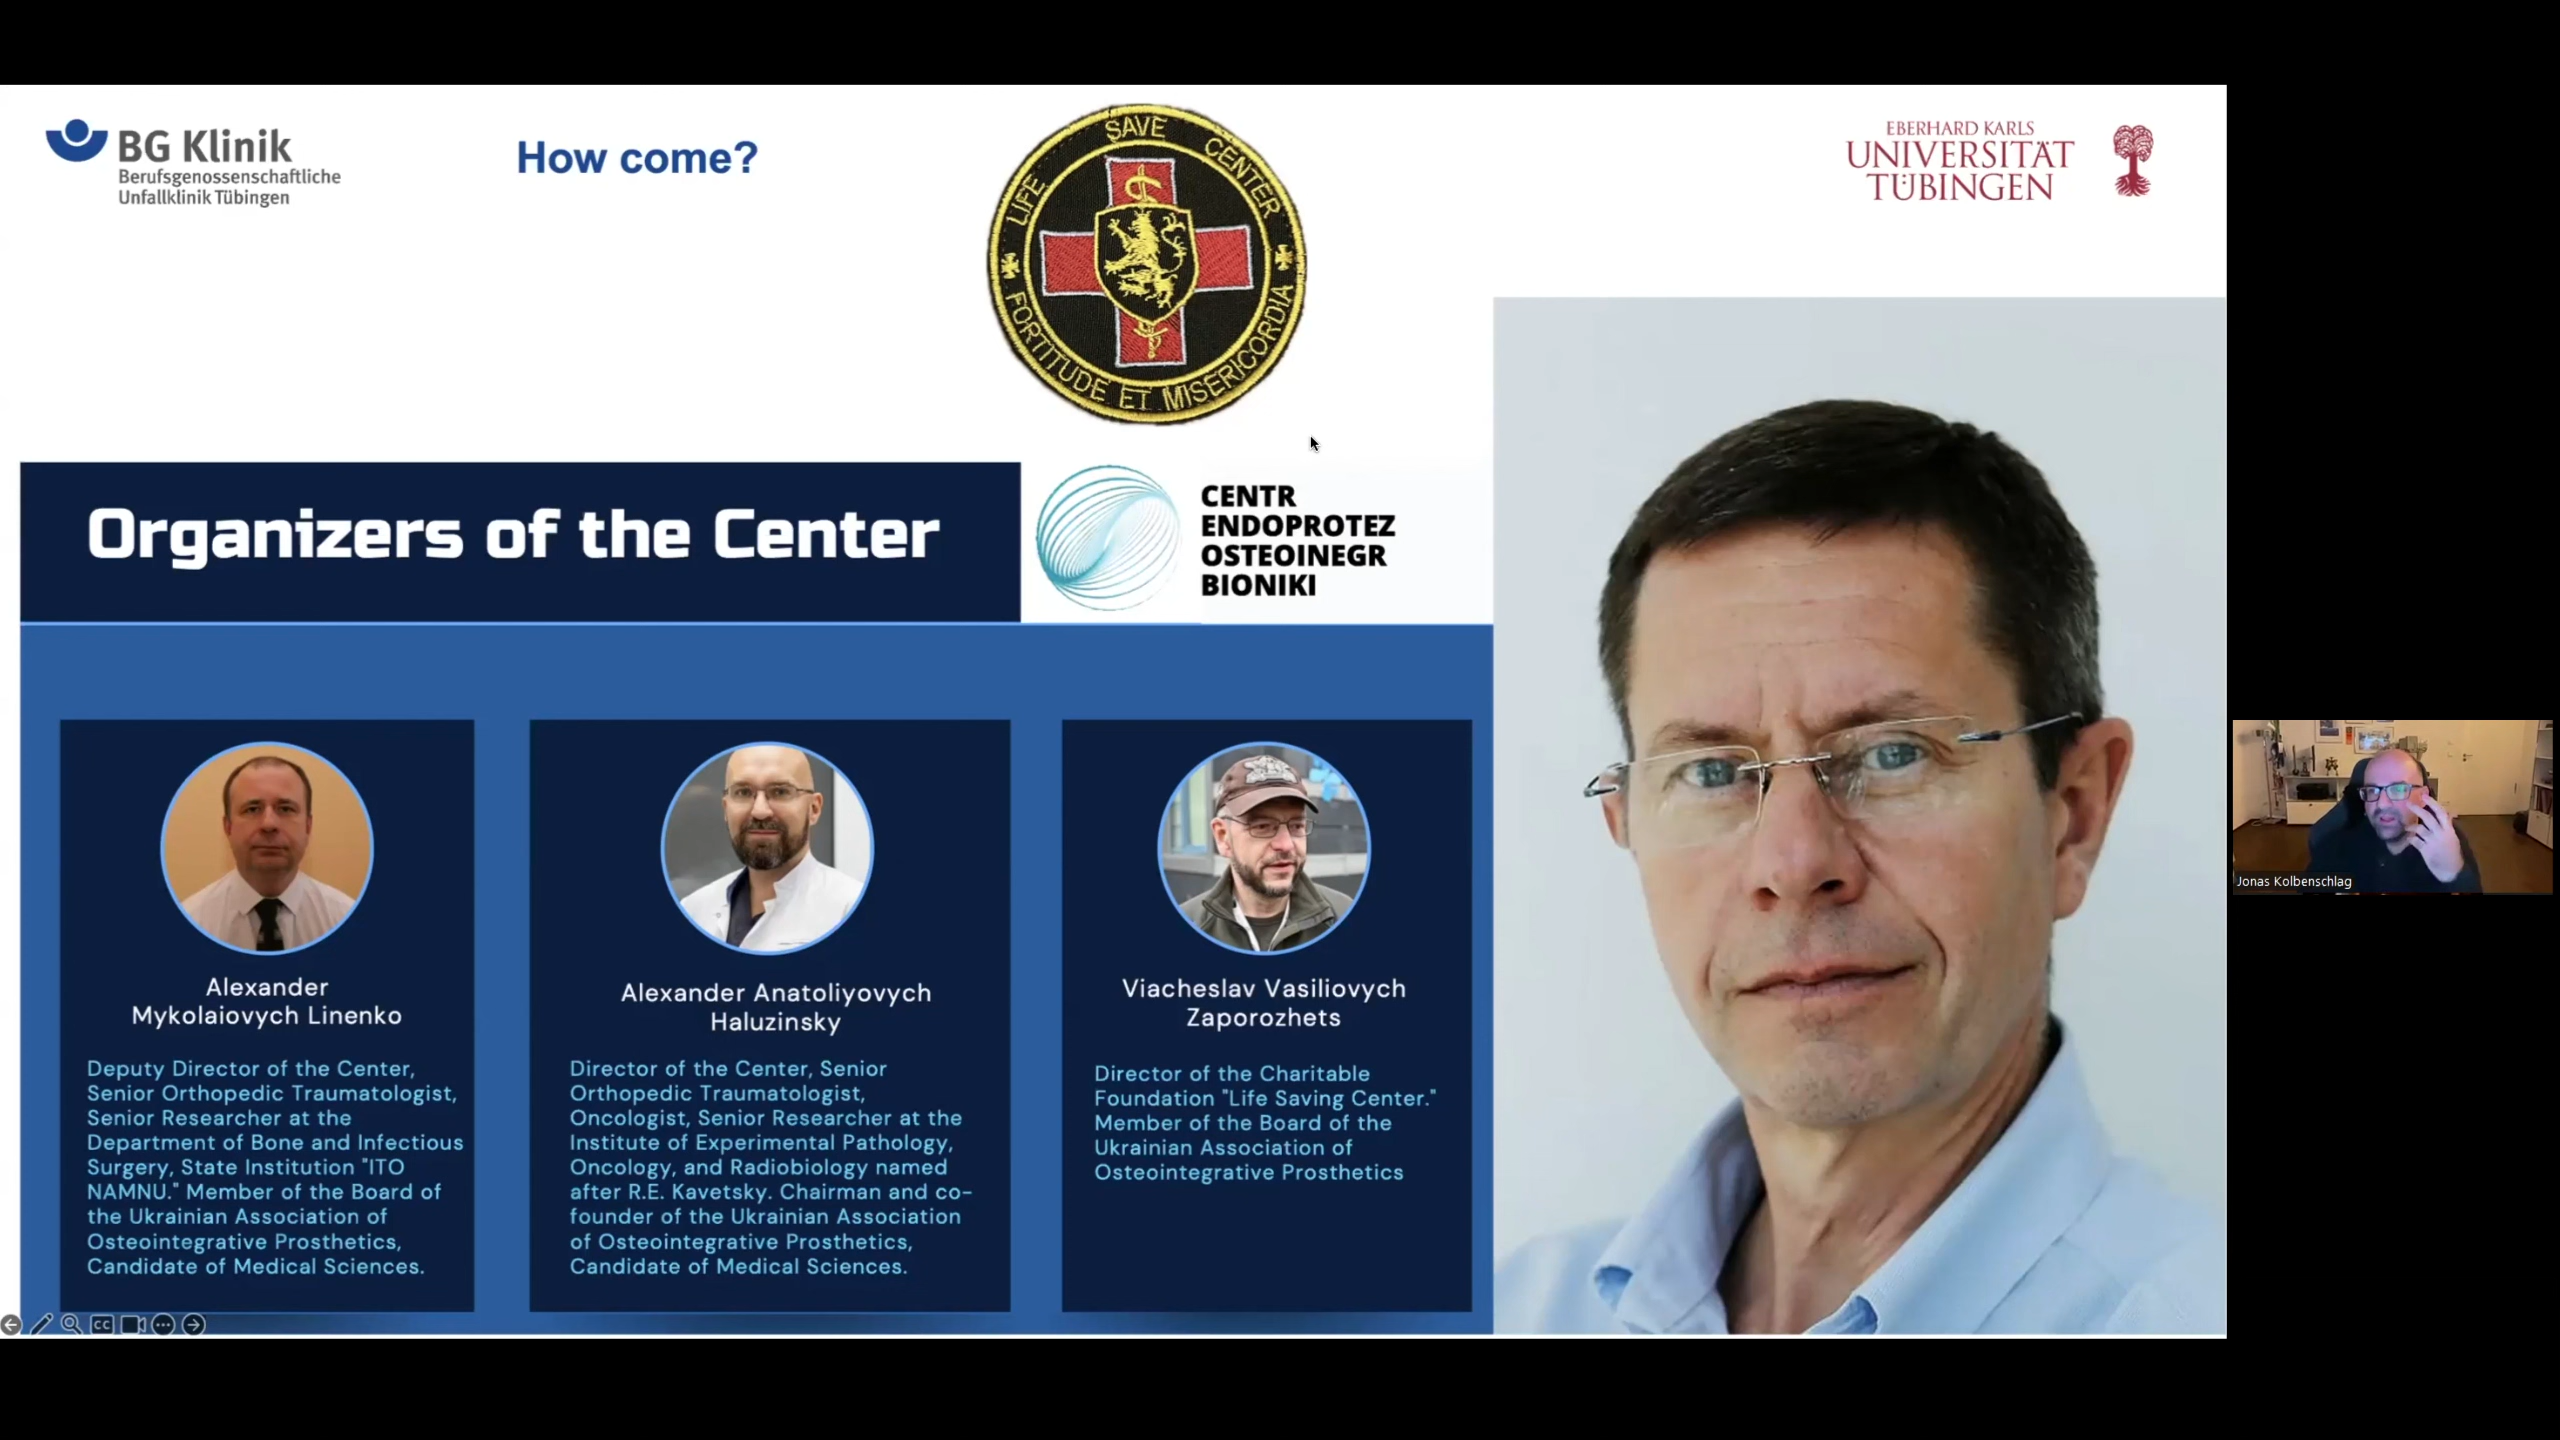 BG Klinik
Berufsgenossenschaftliche
Unfallklinik Tübingen
How come?
LIFE SAVE CENTER
FORTITUDE ET MISERICORDIA
EBERHARD KARLS
UNIVERSITÄT
TÜBINGEN
Organizers of the Center
CENTR
ENDOPROTEZ
OSTEOINEGR
BIONIKI
Alexander
Mykolaiovych Linenko
Deputy Director of the Center,
Senior Orthopedic Traumatologist,
Senior Researcher at the
Department of Bone and Infectious
Surgery, State Institution "ITO
NAMNU." Member of the Board of
the Ukrainian Association of
Osteointegrative Prosthetics,
Candidate of Medical Sciences.
Alexander Anatoliyovych
Haluzinsky
Director of the Center, Senior
Orthopedic Traumatologist,
Oncologist, Senior Researcher at the
Institute of Experimental Pathology,
Oncology, and Radiobiology named
after R.E. Kavetsky. Chairman and co-
founder of the Ukrainian Association
of Osteointegrative Prosthetics,
Candidate of Medical Sciences.
Viacheslav Vasiliovych
Zaporozhets
Director of the Charitable
Foundation "Life Saving Center."
Member of the Board of the
Ukrainian Association of
Osteointegrative Prosthetics
CC
Jonas Kolbenschlag